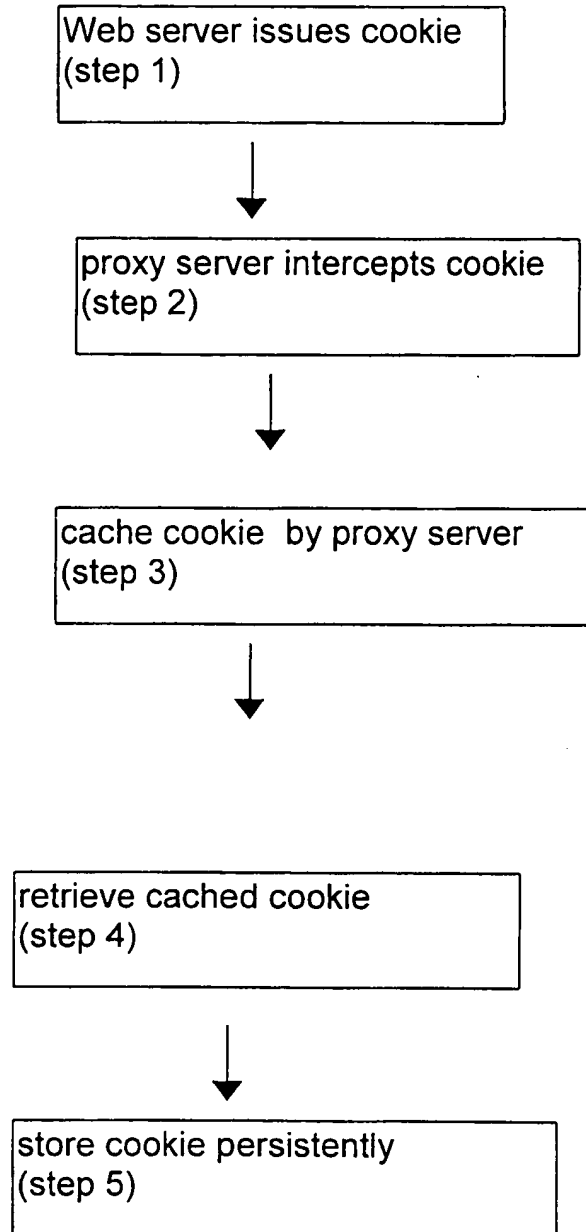 Web server issues cookie
(step 1)
proxy server intercepts cookie
(step 2)
cache cookie by proxy server
(step 3)
retrieve cached cookie
(step 4)
store cookie persistently
(step 5)